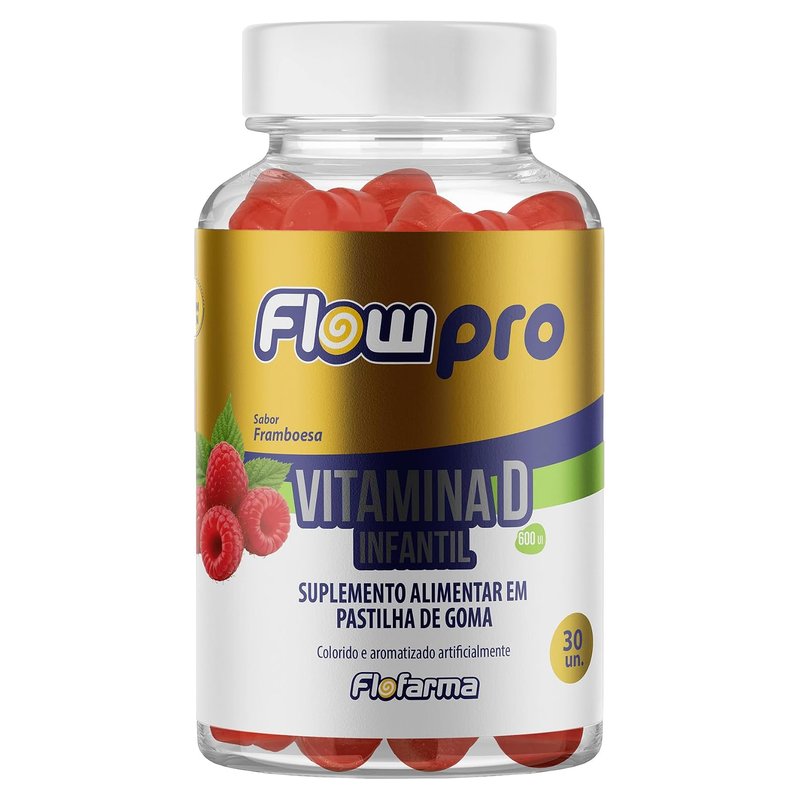 Flowpro
Sabor
Framboesa
VITAMINA D
600 UI
INFANTIL
SUPLEMENTO ALIMENTAR EM
PASTILHA DE GOMA
Colorido e aromatizado artificialmente
30
un.
Flofarma